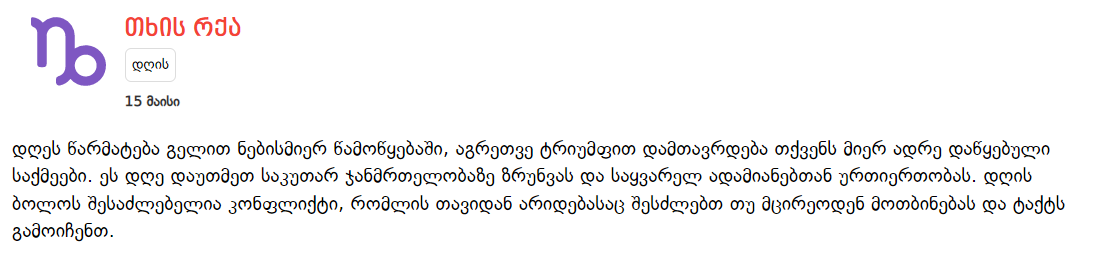 თხის რქა
დღის
15 მაისი
დღეს წარმატება გელით ნებისმიერ წამოწყებაში, აგრეთვე ტრიუმფით დამთავრდება თქვენს მიერ ადრე დაწყებული
საქმეები. ეს დღე დაუთმეთ საკუთარ ჯანმრთელობაზე ზრუნვას და საყვარელ ადამიანებთან ურთიერთობას. დღის
ბოლოს შესაძლებელია კონფლიქტი, რომლის თავიდან არიდებასაც შესძლებთ თუ მცირეოდენ მოთბინებას და ტაქტს
გამოიჩენთ.